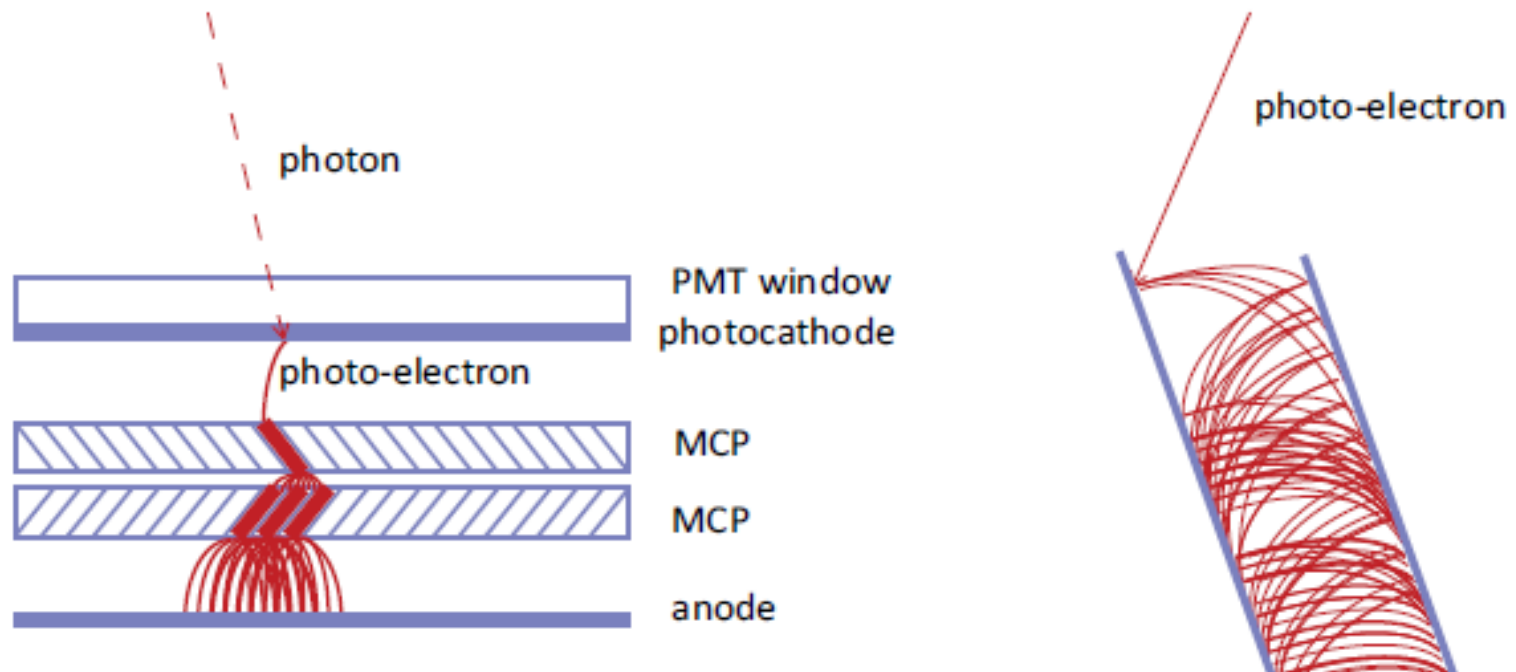 photon
photo-electron
PMT window
photocathode
photo-electron
MCP
MCP
anode